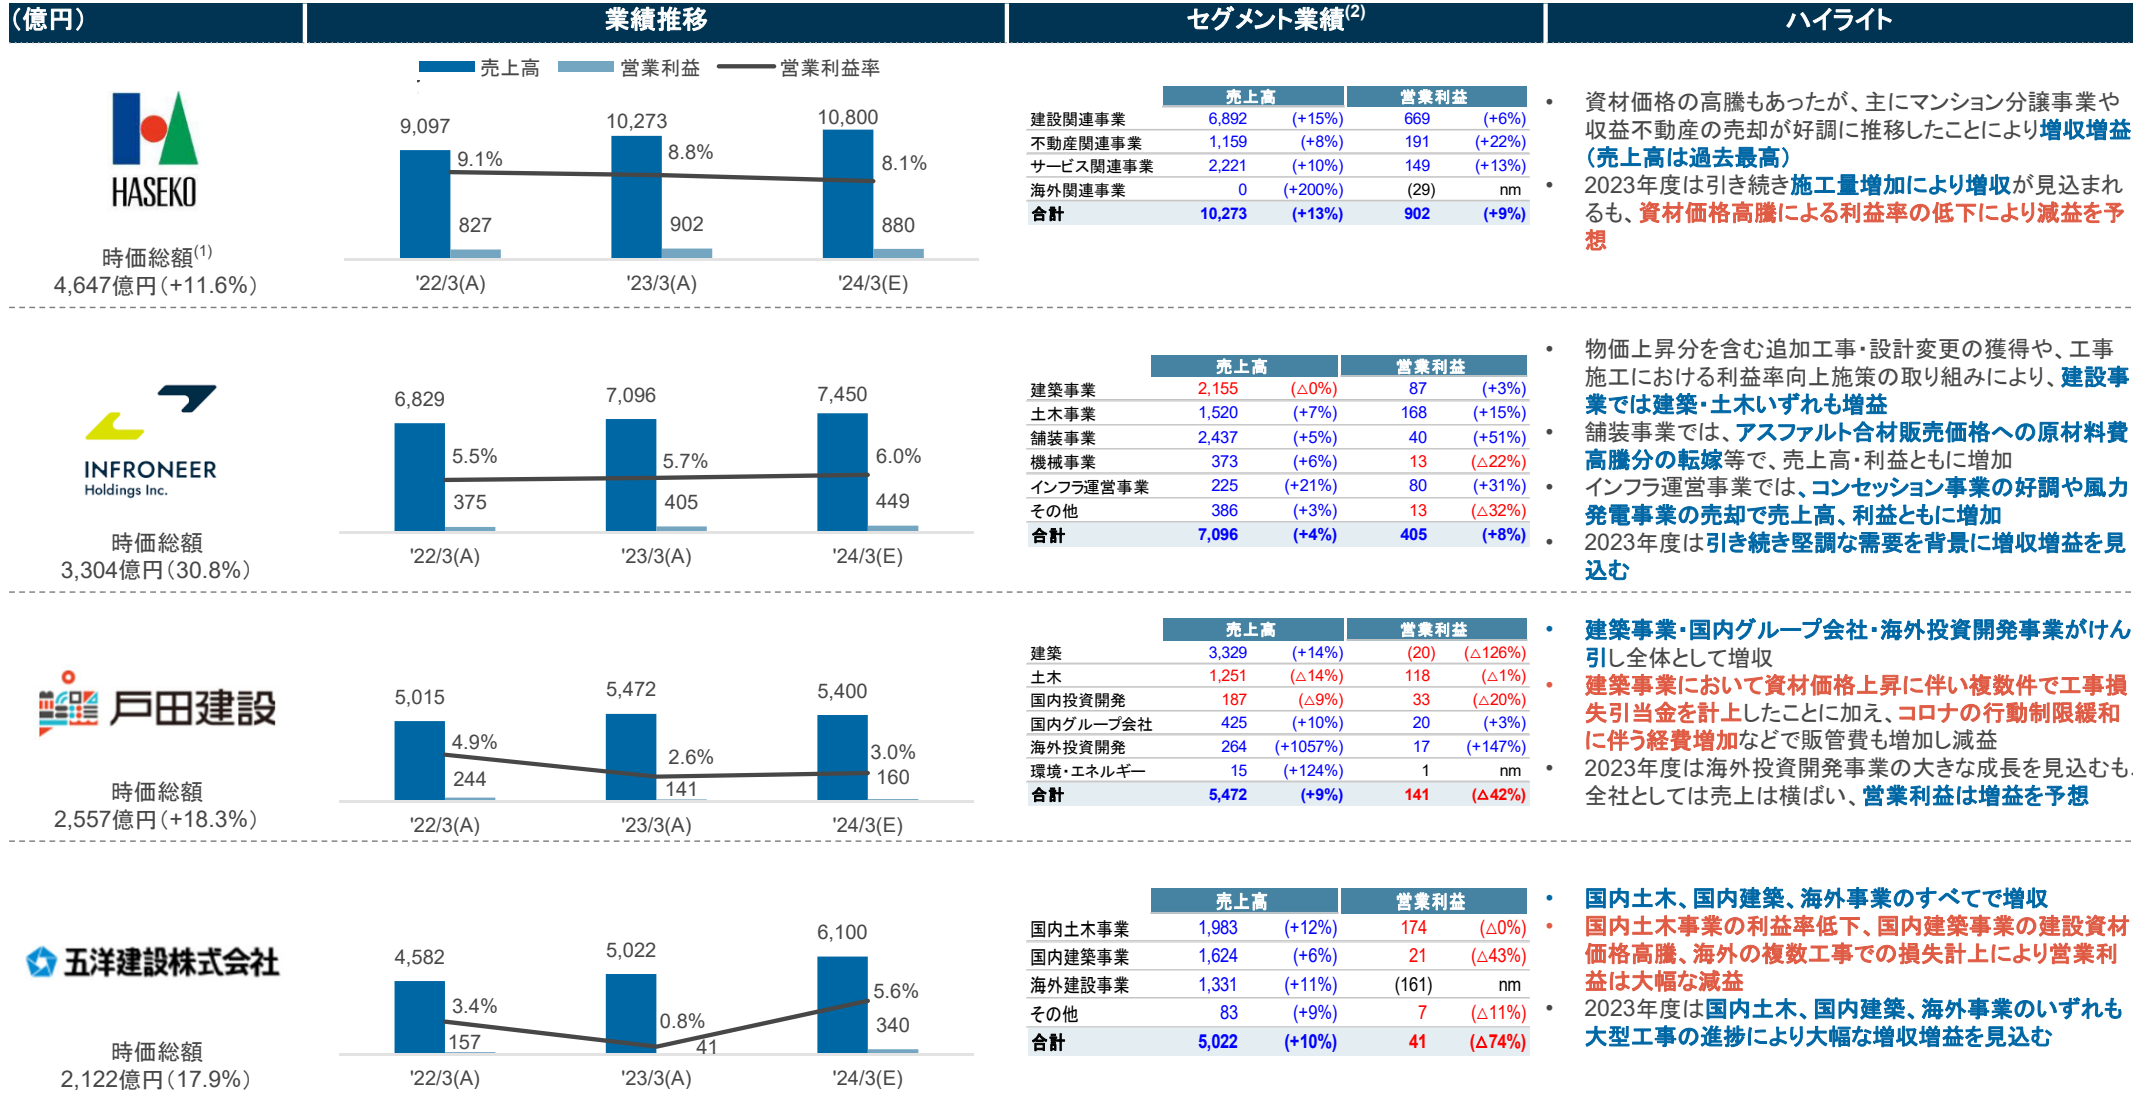 （億円） 業績推移 セグメント業績(2) ハイライト
売上高 営業利益 営業利益率
HASEKO
時価総額(1)
4,647億円（+11.6%）
9,097 10,273 10,800
9.1% 8.8% 8.1%
827 902 880
'22/3(A) '23/3(A) '24/3(E)
売上高 営業利益
建設関連事業 6,892 (+15%) 669 (+6%)
不動産関連事業 1,159 (+8%) 191 (+22%)
サービス関連事業 2,221 (+10%) 149 (+13%)
海外関連事業 0 (+200%) (29) nm
合計 10,273 (+13%) 902 (+9%)
• 資材価格の高騰もあったが、主にマンション分譲事業や
収益不動産の売却が好調に推移したことにより増収増益
（売上高は過去最高）
• 2023年度は引き続き施工量増加により増収が見込まれ
るも、資材価格高騰による利益率の低下により減益を予
想
INFRONEER
Holdings Inc.
時価総額
3,304億円（30.8%）
6,829 7,096 7,450
5.5% 5.7% 6.0%
375 405 449
'22/3(A) '23/3(A) '24/3(E)
売上高 営業利益
建築事業 2,155 (△0%) 87 (+3%)
土木事業 1,520 (+7%) 168 (+15%)
舗装事業 2,437 (+5%) 40 (+51%)
機械事業 373 (+6%) 13 (△22%)
インフラ運営事業 225 (+21%) 80 (+31%)
その他 386 (+3%) 13 (△32%)
合計 7,096 (+4%) 405 (+8%)
• 物価上昇分を含む追加工事・設計変更の獲得や、工事
施工における利益率向上施策の取り組みにより、建設事
業では建築・土木いずれも増益
• 舗装事業では、アスファルト合材販売価格への原材料費
高騰分の転嫁等で、売上高・利益ともに増加
• インフラ運営事業では、コンセッション事業の好調や風力
発電事業の売却で売上高、利益ともに増加
• 2023年度は引き続き堅調な需要を背景に増収増益を見
込む
戸田建設
時価総額
2,557億円（+18.3%）
5,015 5,472 5,400
4.9% 2.6% 3.0%
244 141 160
'22/3(A) '23/3(A) '24/3(E)
売上高 営業利益
建築 3,329 (+14%) (20) (△126%)
土木 1,251 (△14%) 118 (△1%)
国内投資開発 187 (△9%) 33 (△20%)
国内グループ会社 425 (+10%) 20 (+3%)
海外投資開発 264 (+1057%) 17 (+147%)
環境・エネルギー 15 (+124%) 1 nm
合計 5,472 (+9%) 141 (△42%)
• 建築事業・国内グループ会社・海外投資開発事業がけん
引し全体として増収
• 建築事業において資材価格上昇に伴い複数件で工事損
失引当金を計上したことに加え、コロナの行動制限緩和
に伴う経費増加などで販管費も増加し減益
• 2023年度は海外投資開発事業の大きな成長を見込むも、
全社としては売上は横ばい、営業利益は増益を予想
五洋建設株式会社
時価総額
2,122億円（17.9%）
4,582 5,022 6,100
3.4% 0.8% 5.6%
157 41 340
'22/3(A) '23/3(A) '24/3(E)
売上高 営業利益
国内土木事業 1,983 (+12%) 174 (△0%)
国内建築事業 1,624 (+6%) 21 (△43%)
海外建設事業 1,331 (+11%) (161) nm
その他 83 (+9%) 7 (△11%)
合計 5,022 (+10%) 41 (△74%)
• 国内土木、国内建築、海外事業のすべてで増収
• 国内土木事業の利益率低下、国内建築事業の建設資材
価格高騰、海外の複数工事での損失計上により営業利
益は大幅な減益
• 2023年度は国内土木、国内建築、海外事業のいずれも
大型工事の進捗により大幅な増収増益を見込む